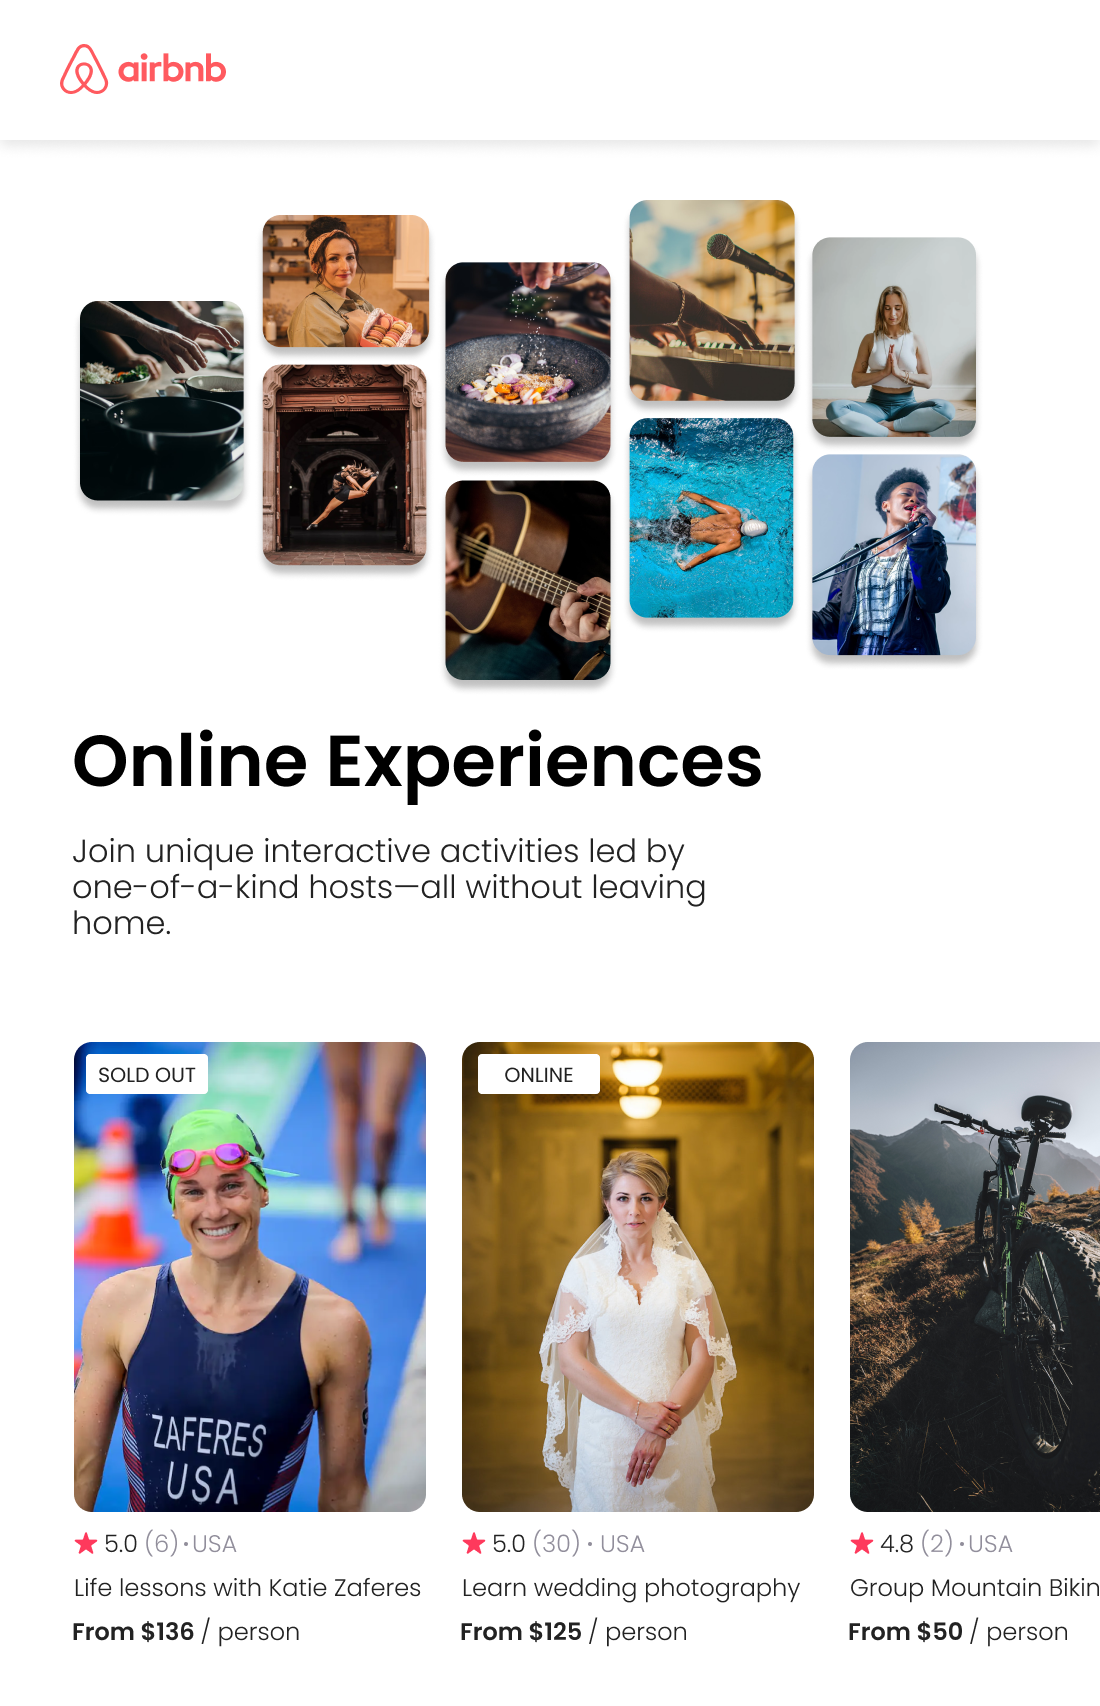 airbnb
Online Experiences
Join unique interactive activities led by
one-of-a-kind hosts—all without leaving
home.
SOLD OUT
ZAFERES
USA
ONLINE
5.0 (6) · USA
Life lessons with Katie Zaferes
From $136 / person
5.0 (30) · USA
Learn wedding photography
From $125 / person
4.8 (2) · USA
Group Mountain Bikin
From $50 / person